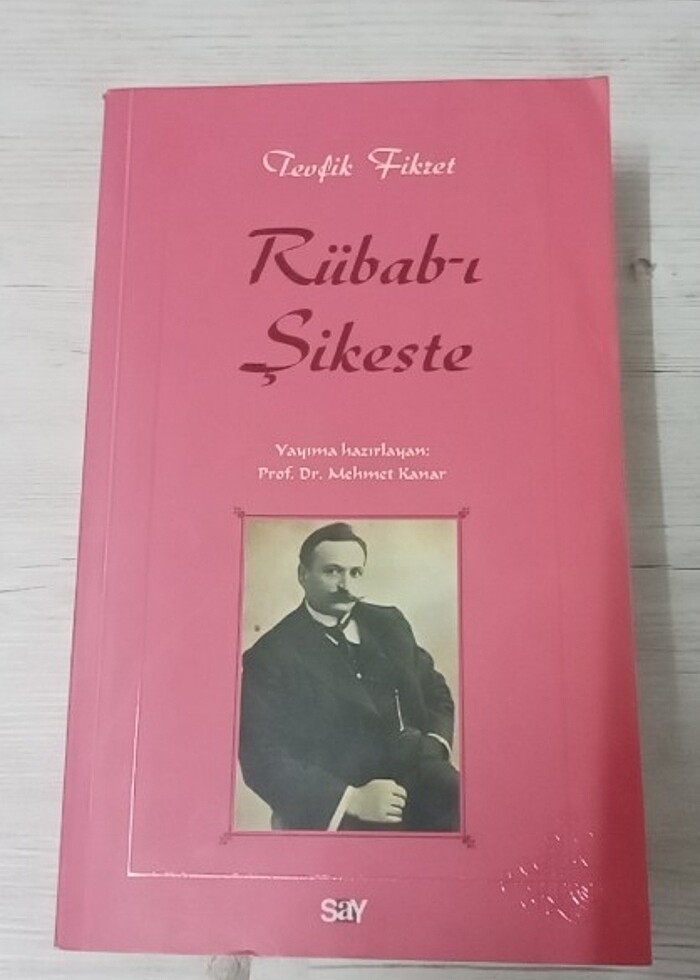 Tevfik Fikret
Rübab-ı
Şikeste
Yayıma hazırlayan:
Prof. Dr. Mehmet Kanar
say